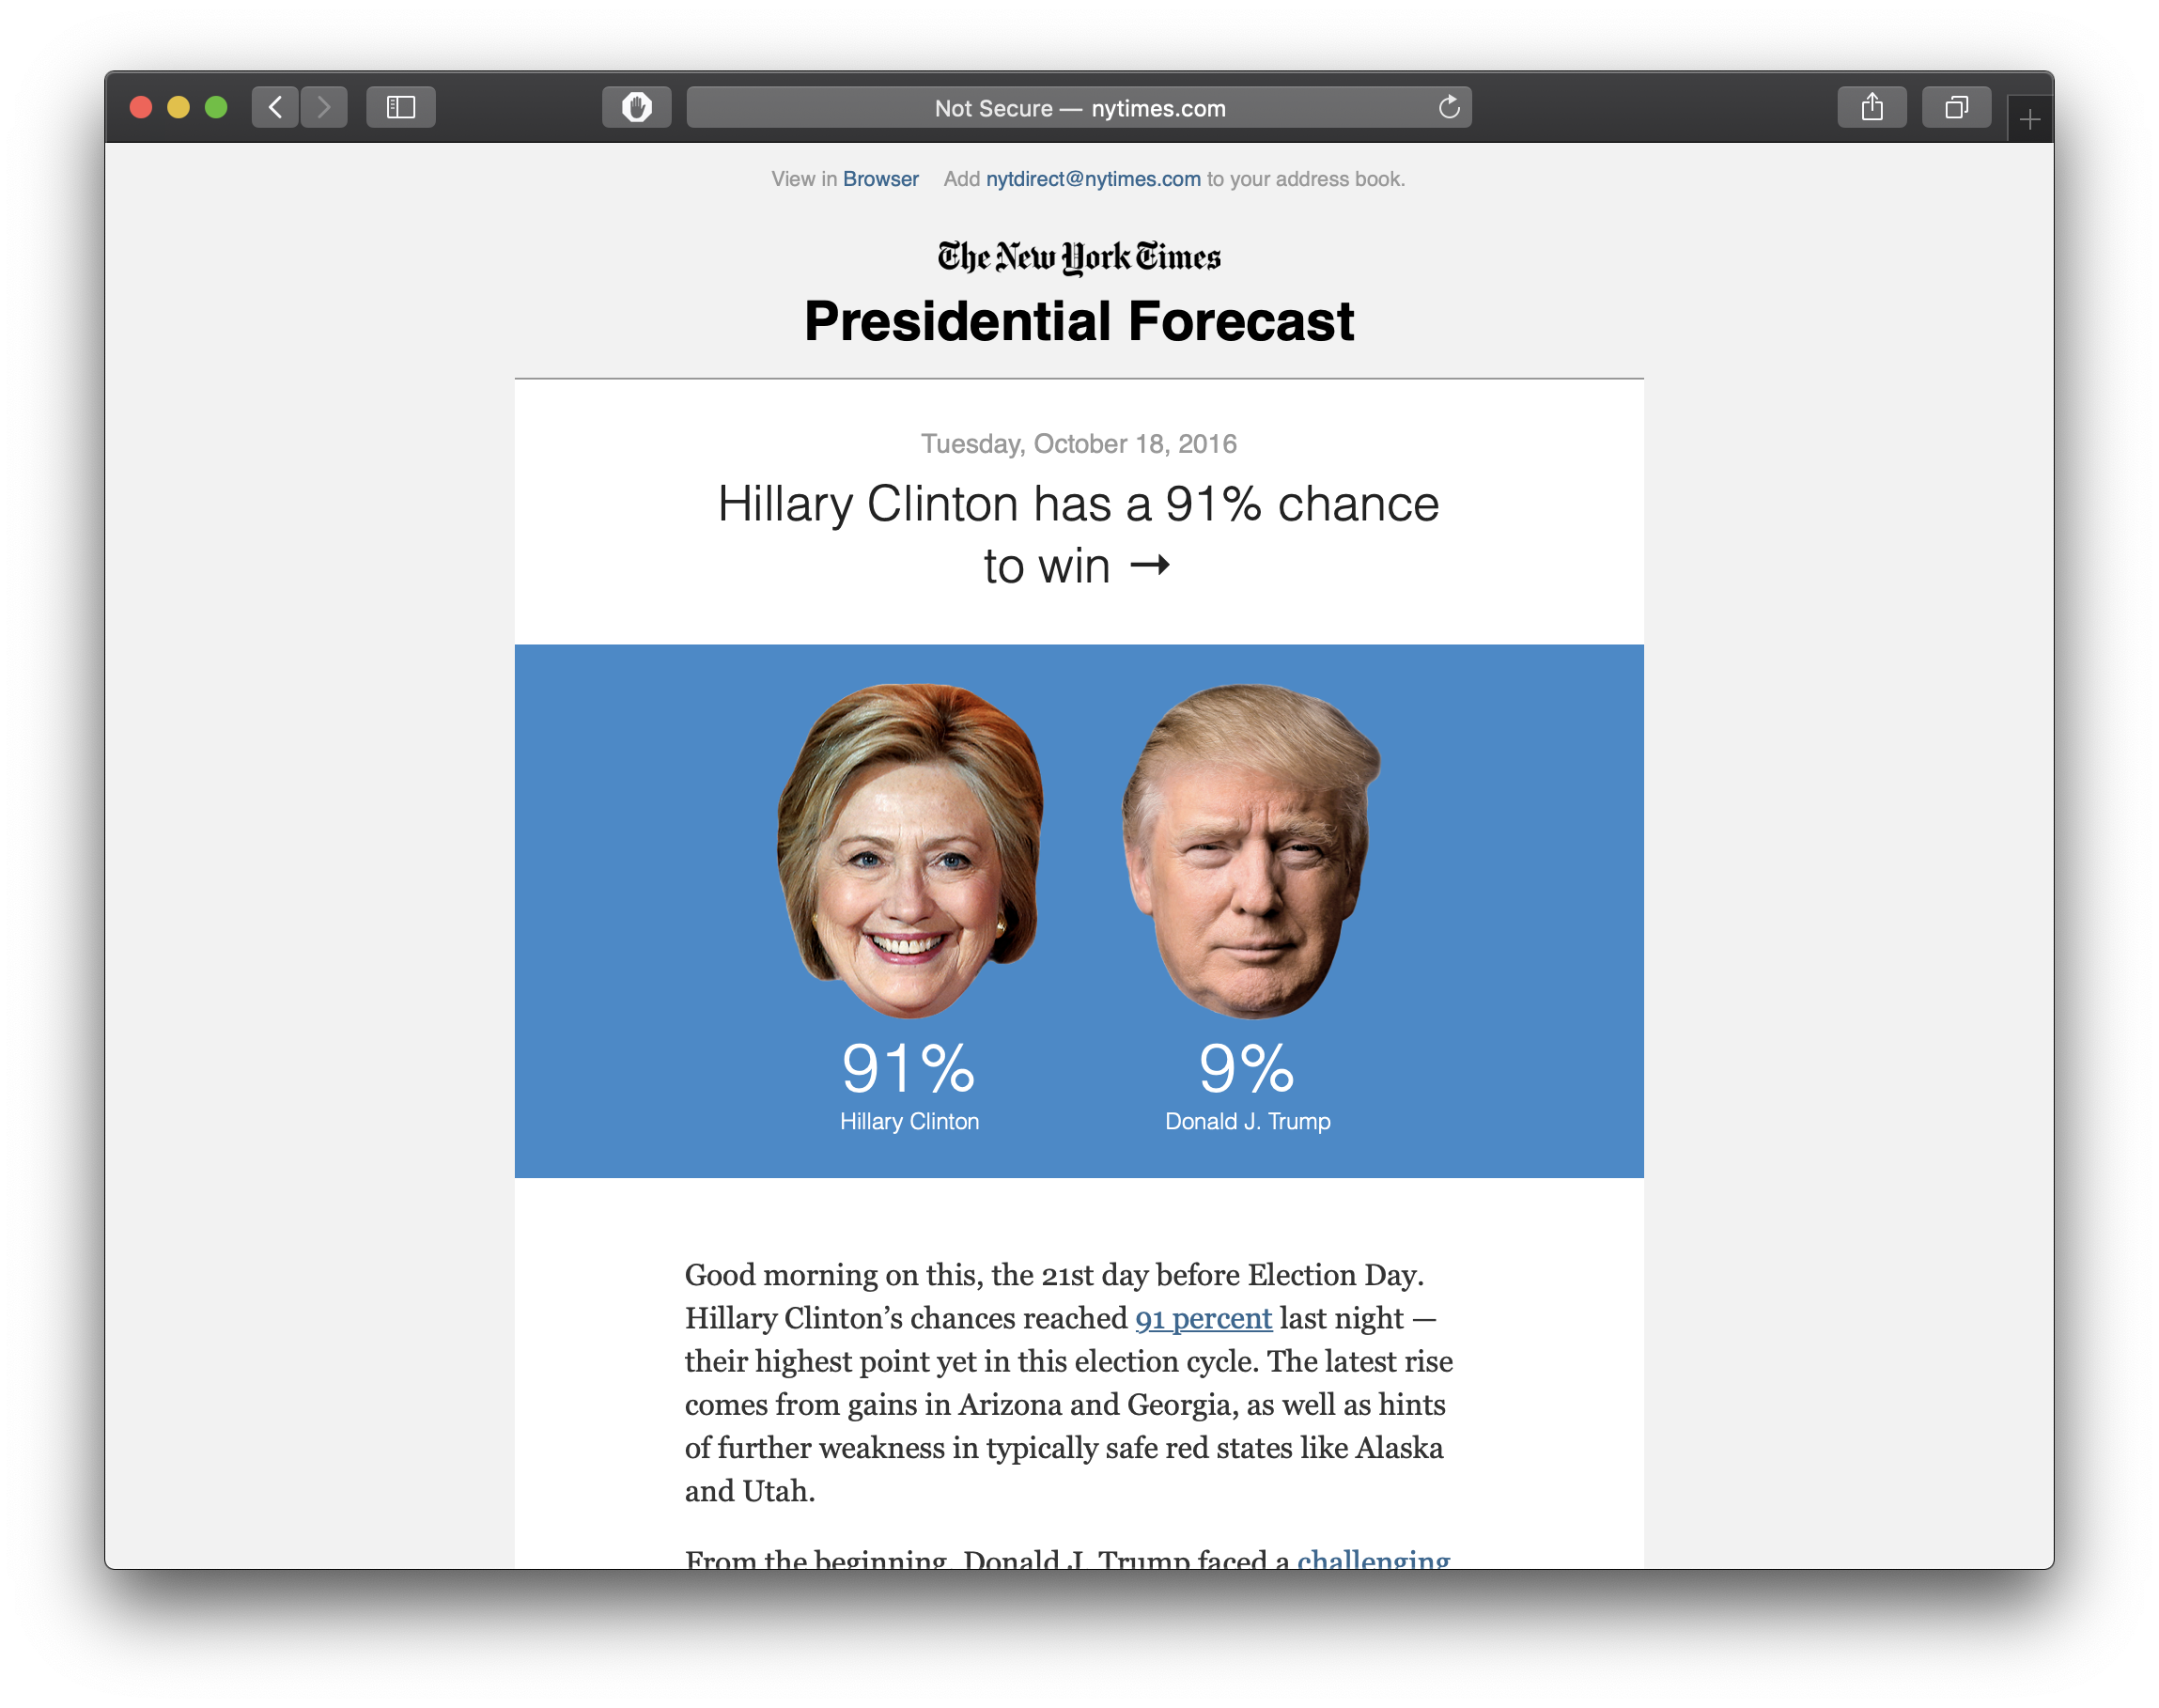 Not Secure — nytimes.com
View in Browser Add nytdirect@nytimes.com to your address book.
The New York Times
Presidential Forecast
Tuesday, October 18, 2016
Hillary Clinton has a 91% chance
to win →
91% 9%
Hillary Clinton Donald J. Trump
Good morning on this, the 21st day before Election Day.
Hillary Clinton’s chances reached 91 percent last night —
their highest point yet in this election cycle. The latest rise
comes from gains in Arizona and Georgia, as well as hints
of further weakness in typically safe red states like Alaska
and Utah.
From the beginning, Donald J. Trump faced a challenging